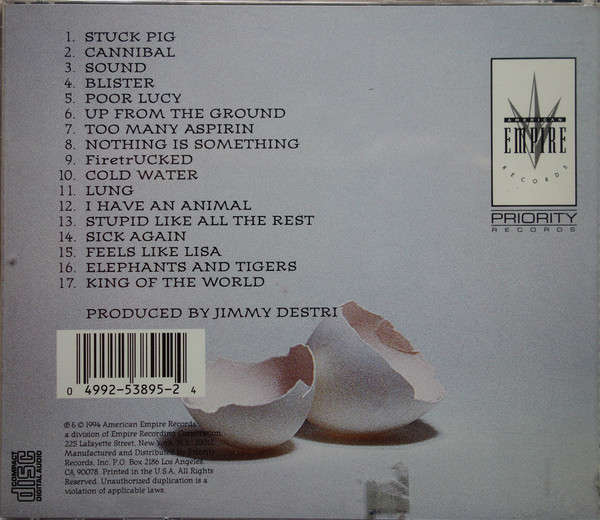 1. STUCK PIG
2. CANNIBAL
3. SOUND
4. BLISTER
5. POOR LUCY
6. UP FROM THE GROUND
7. TOO MANY ASPIRIN
8. NOTHING IS SOMETHING
9. FiretrUCKED
10. COLD WATER
11. LUNG
12. I HAVE AN ANIMAL
13. STUPID LIKE ALL THE REST
14. SICK AGAIN
15. FEELS LIKE LISA
16. ELEPHANTS AND TIGERS
17. KING OF THE WORLD
PRODUCED BY JIMMY DESTRI
AMERICAN
EMPIRE
RECORDS
PRIORITY
RECORDS
0 4992-53895-2 4
℗ & © 1994 American Empire Records,
a division of Empire Recording Corporation,
225 Lafayette Street, New York, N.Y.
Manufactured and Distributed by Priority
Records, Inc. P.O. Box 2186 Los Angeles,
CA, 90078. Printed in the U.S.A. All Rights
Reserved. Unauthorized duplication is a
violation of applicable laws.
COMPACT
disc
DIGITAL AUDIO